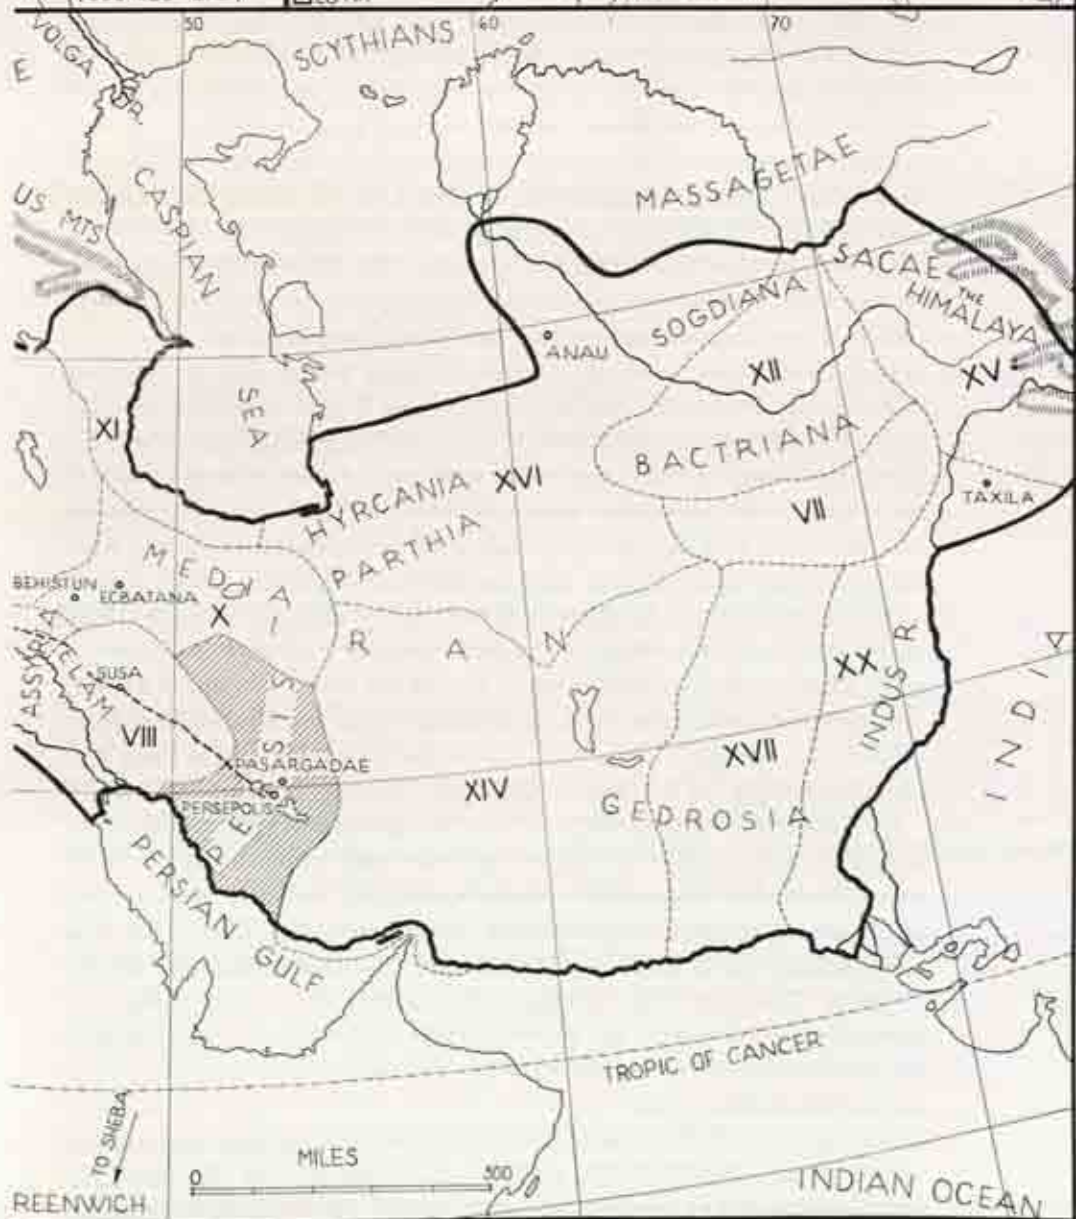 50
60
70
VOLGA R.
SCYTHIANS
E
MASSAGETAE
US MTS
CASPIAN SEA
SACAE
THE HIMALAYA
SOGDIANA
ANAU
XII
XV
XI
BACTRIANA
HYRCANIA
XVI
TAXILA
VII
PARTHIA
MEDIA
BEHISTUN
ECBATANA
X
I R A N
XX
INDUS R
INDIA
ASSYRIA
ELAM
SUSA
VIII
PASARGADAE
PERSEPOLIS
PERSIS
XIV
XVII
GEDROSIA
PERSIAN GULF
TROPIC OF CANCER
TO SHEBA
MILES
0
500
REENWICH
INDIAN OCEAN